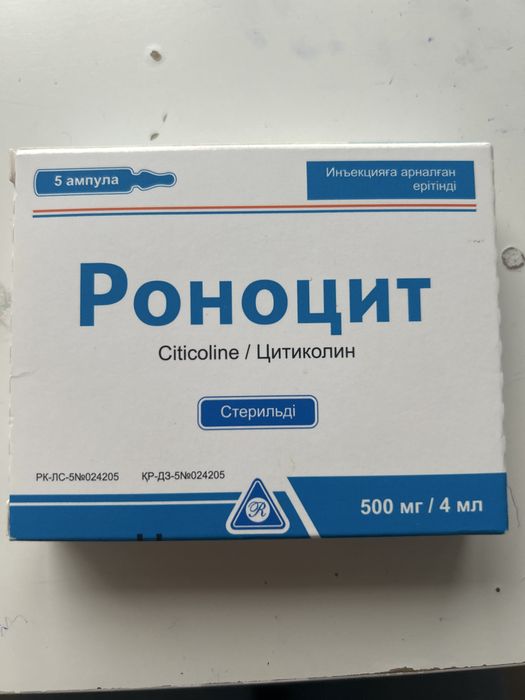 5 ампула
Инъекцияға арналған
ерітінді
Роноцит
Citicoline / Цитиколин
Стерильді
РК-ЛС-5№024205 ҚР-ДЗ-5№024205
R
500 мг / 4 мл